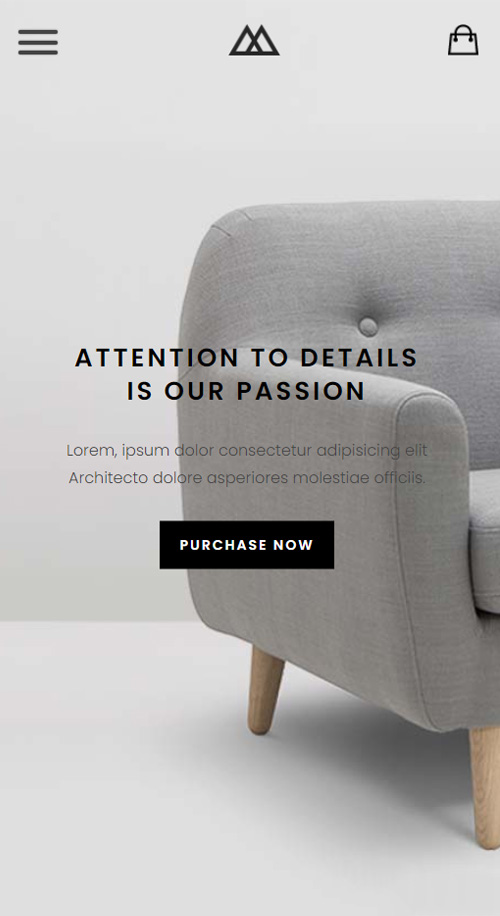 ATTENTION TO DETAILS
IS OUR PASSION
Lorem, ipsum dolor consectetur adipisicing elit
Architecto dolore asperiores molestiae officiis.
PURCHASE NOW